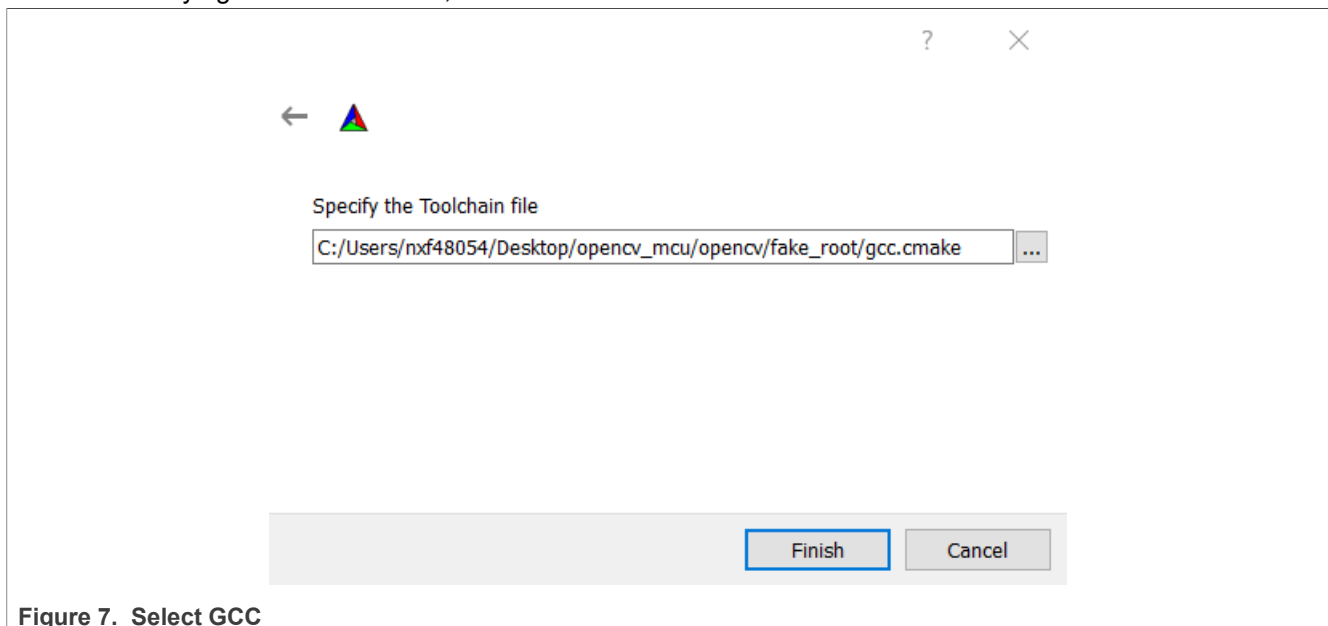 ?
Specify the Toolchain file
C:/Users/nxf48054/Desktop/opencv_mcu/opencv/fake_root/gcc.cmake ...
Finish Cancel
Figure 7. Select GCC